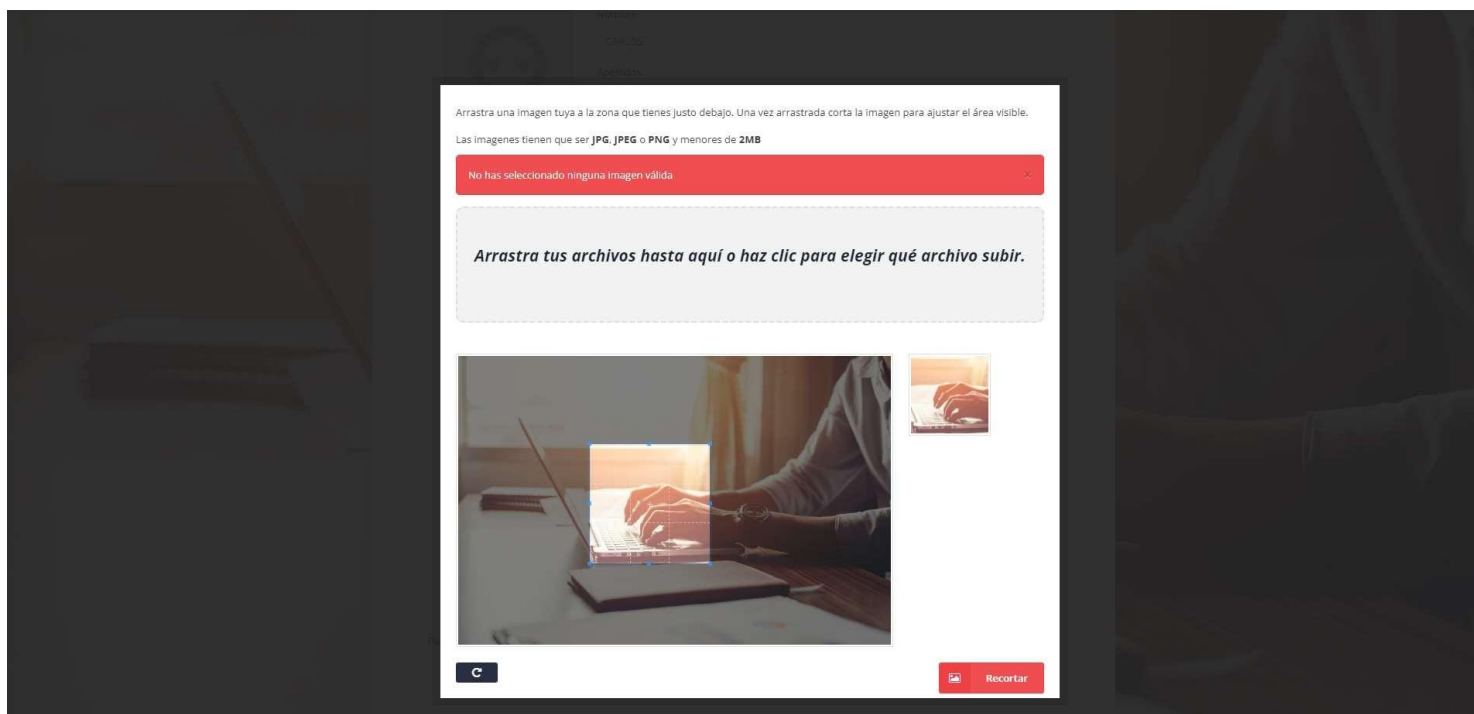 Nombre
Apellidos
Arrastra una imagen tuya a la zona que tienes justo debajo. Una vez arrastrada corta la imagen para ajustar el área visible.
Las imagenes tienen que ser JPG, JPEG o PNG y menores de 2MB
No has seleccionado ninguna imagen válida ×
Arrastra tus archivos hasta aquí o haz clic para elegir qué archivo subir.
Recortar